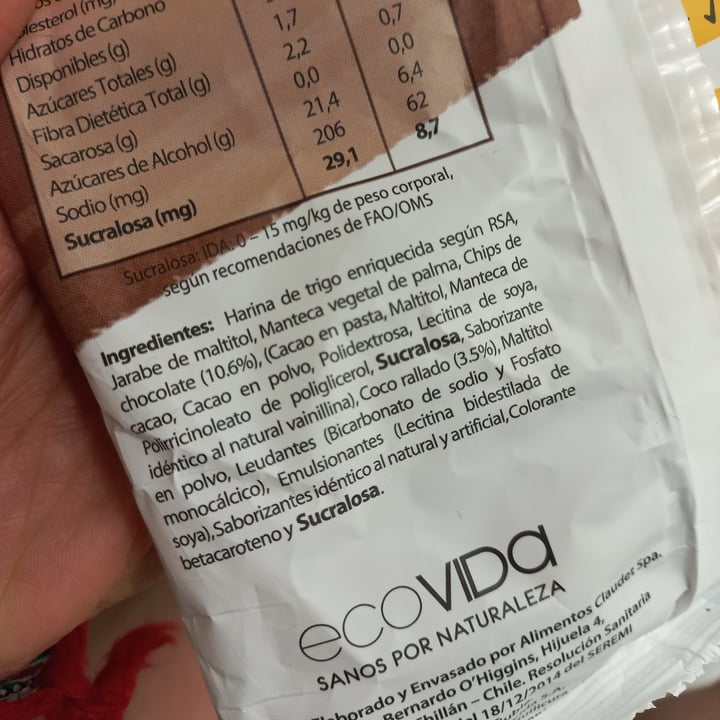 Hidratos de Carbono
Disponibles (g)
Azúcares Totales (g) 1,7 0,7
Fibra Dietética Total (g) 2,2 0,0
Sacarosa (g) 0,0
Azúcares de Alcohol (g) 21,4 6,4
Sodio (mg) 206 62
Sucralosa (mg) 29,1 8,7
Sucralosa: IDA: 0 – 15 mg/kg de peso corporal,
según recomendaciones de FAO/OMS
Ingredientes: Harina de trigo enriquecida según RSA,
Jarabe de maltitol, Manteca vegetal de palma, Chips de
chocolate (10.6%), (Cacao en pasta, Maltitol, Manteca de
cacao, Cacao en polvo, Polidextrosa, Lecitina de soya,
Polirricinoleato de poliglicerol, Sucralosa, Saborizante
idéntico al natural vainillina), Coco rallado (3.5%), Maltitol
en polvo, Leudantes (Bicarbonato de sodio y Fosfato
monocálcico), Emulsionantes (Lecitina bidestilada de
soya), Saborizantes idéntico al natural y artificial, Colorante
betacaroteno y Sucralosa.
ecoVIDa
SANOS POR NATURALEZA
Elaborado y Envasado por Alimentos Claudet Spa.
Bernardo O'Higgins, Hijuela 4,
Chillán – Chile. Resolución Sanitaria
18/12/2014 del SEREMI